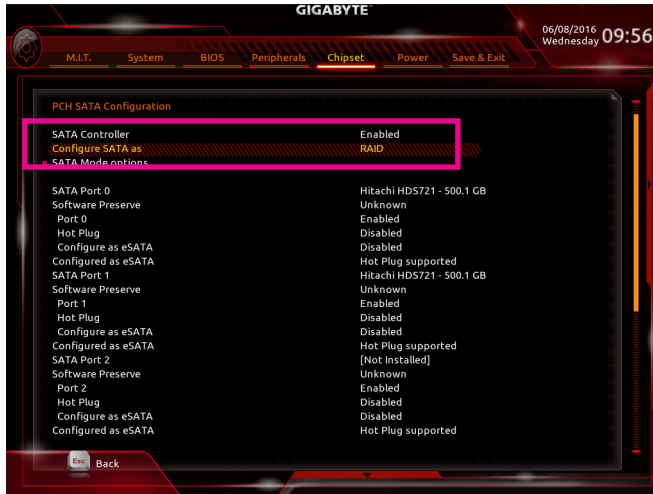 GIGABYTE™
06/08/2016
Wednesday 09:56
M.I.T. System BIOS Peripherals Chipset Power Save & Exit
PCH SATA Configuration
SATA Controller Enabled
Configure SATA as RAID
SATA Mode options
SATA Port 0 Hitachi HDS721 - 500.1 GB
Software Preserve Unknown
Port 0 Enabled
Hot Plug Disabled
Configure as eSATA Disabled
Configured as eSATA Hot Plug supported
SATA Port 1 Hitachi HDS721 - 500.1 GB
Software Preserve Unknown
Port 1 Enabled
Hot Plug Disabled
Configure as eSATA Disabled
Configured as eSATA Hot Plug supported
SATA Port 2 [Not Installed]
Software Preserve Unknown
Port 2 Enabled
Hot Plug Disabled
Configure as eSATA Disabled
Configured as eSATA Hot Plug supported
Esc Back